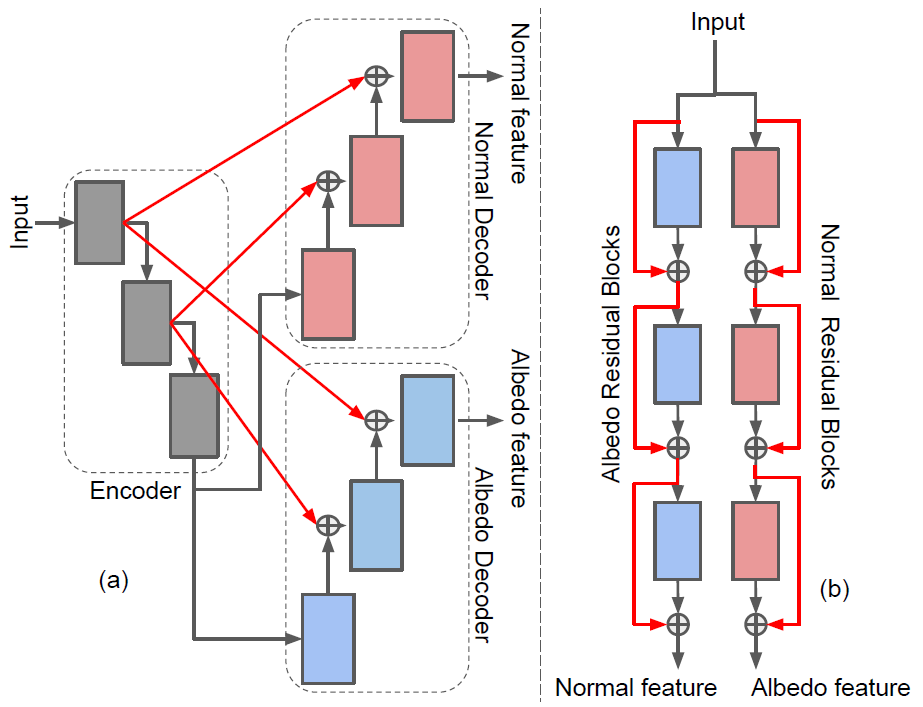 Input
Encoder
(a)
Normal Decoder
Normal feature
Albedo Decoder
Albedo feature
Input
Albedo Residual Blocks
Normal Residual Blocks
(b)
Normal feature
Albedo feature